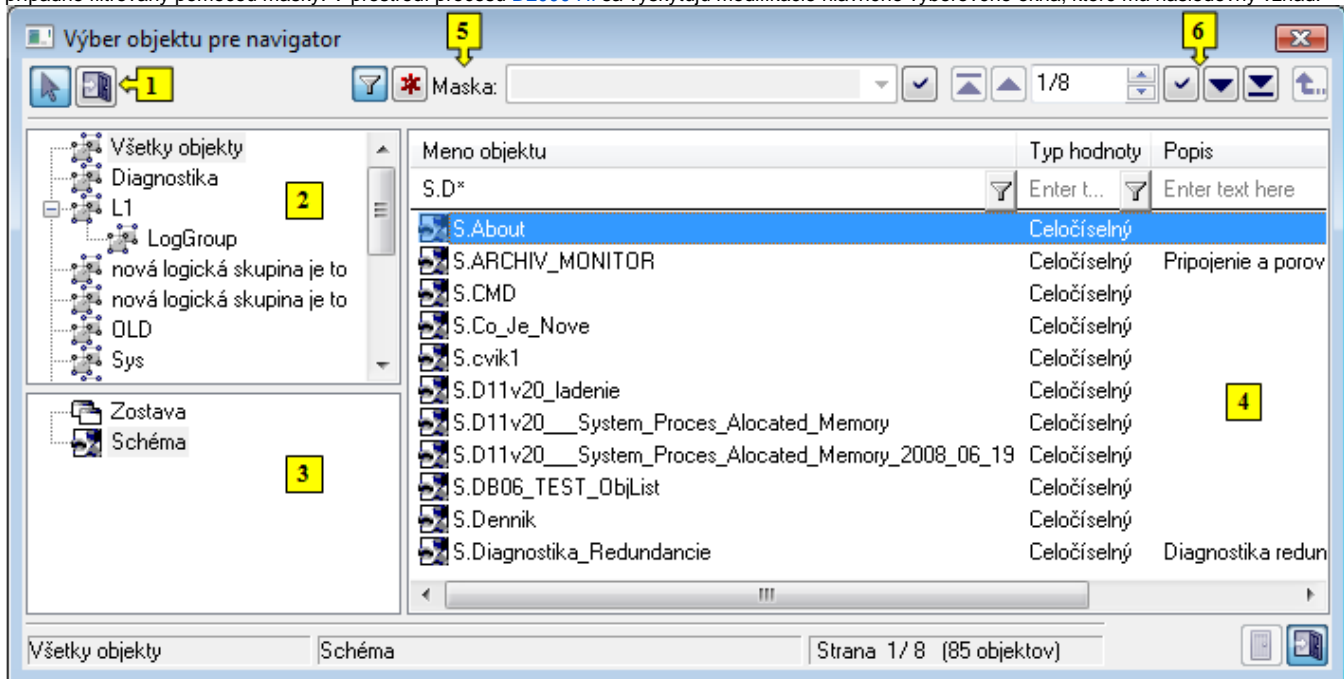 Výber objektu pre navigator
5
6
1
Maska:
1/8
Všetky objekty
Diagnostika
L1
LogGroup
nová logická skupina je to
nová logická skupina je to
OLD
Sys
2
Zostava
Schéma
3
Meno objektu Typ hodnoty Popis
S.D* Enter t... Enter text here
S.About Celočíselný
S.ARCHIV_MONITOR Celočíselný Pripojenie a porov
S.CMD Celočíselný
S.Co_Je_Nove Celočíselný
S.cvik1 Celočíselný
S.D11v20_ladenie Celočíselný
S.D11v20___System_Proces_Alocated_Memory Celočíselný
S.D11v20___System_Proces_Alocated_Memory_2008_06_19 Celočíselný
S.DB06_TEST_ObjList Celočíselný
S.Dennik Celočíselný
S.Diagnostika_Redundancie Celočíselný Diagnostika redun
4
Všetky objekty Schéma Strana 1/ 8 (85 objektov)